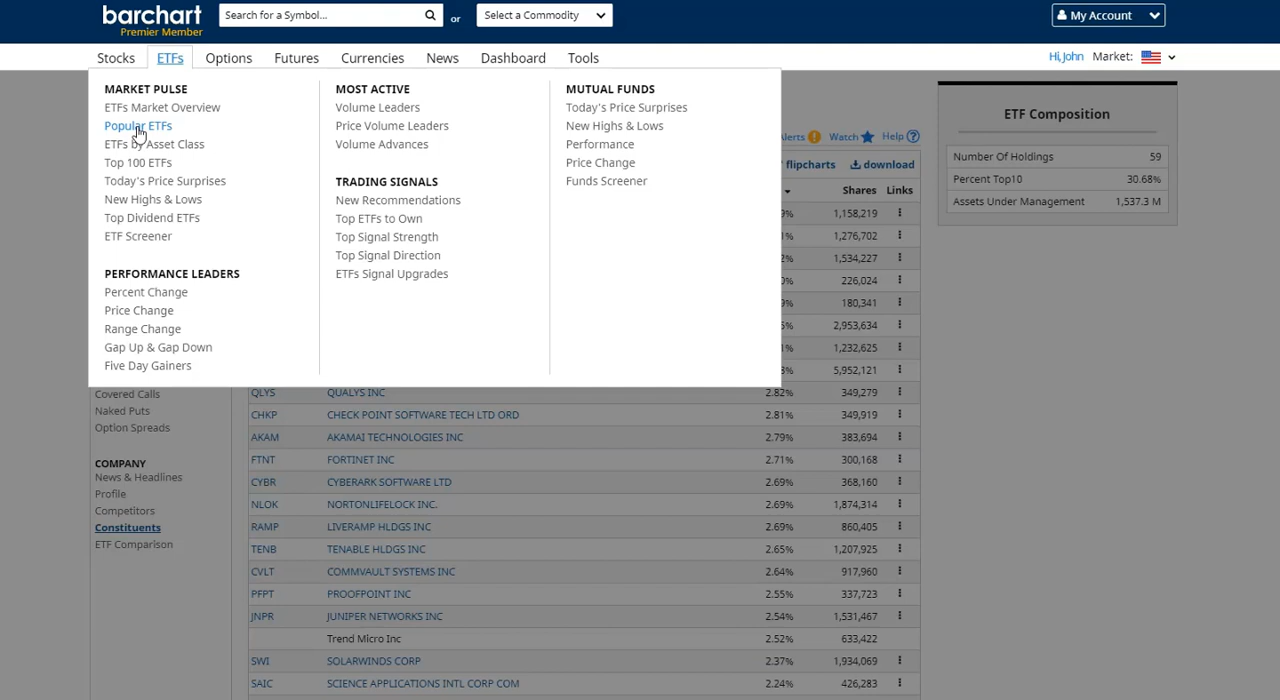 barchart
Premier Member
Search for a Symbol...
or
Select a Commodity
My Account
Stocks ETFs Options Futures Currencies News Dashboard Tools
Hi, John Market:
MARKET PULSE
ETFs Market Overview
Popular ETFs
ETFs by Asset Class
Top 100 ETFs
Today's Price Surprises
New Highs & Lows
Top Dividend ETFs
ETF Screener
PERFORMANCE LEADERS
Percent Change
Price Change
Range Change
Gap Up & Gap Down
Five Day Gainers
MOST ACTIVE
Volume Leaders
Price Volume Leaders
Volume Advances
TRADING SIGNALS
New Recommendations
Top ETFs to Own
Top Signal Strength
Top Signal Direction
ETFs Signal Upgrades
MUTUAL FUNDS
Today's Price Surprises
New Highs & Lows
Performance
Price Change
Funds Screener
Watch Help
flipcharts download
Shares Links
1,158,219
1,276,702
1,534,227
226,024
180,341
2,953,634
1,232,625
5,952,121
QLYS QUALYS INC 2.82% 349,279
CHKP CHECK POINT SOFTWARE TECH LTD ORD 2.81% 349,919
AKAM AKAMAI TECHNOLOGIES INC 2.79% 383,694
FTNT FORTINET INC 2.71% 300,168
CYBR CYBERARK SOFTWARE LTD 2.69% 368,160
NLOK NORTONLIFELOCK INC. 2.69% 1,874,314
RAMP LIVERAMP HLDGS INC 2.69% 860,405
TENB TENABLE HLDGS INC 2.65% 1,207,925
CVLT COMMVAULT SYSTEMS INC 2.64% 917,960
PFPT PROOFPOINT INC 2.55% 337,723
JNPR JUNIPER NETWORKS INC 2.54% 1,531,467
Trend Micro Inc 2.52% 633,422
SWI SOLARWINDS CORP 2.37% 1,934,069
SAIC SCIENCE APPLICATIONS INTL CORP COM 2.24% 426,283
Covered Calls
Naked Puts
Option Spreads
COMPANY
News & Headlines
Profile
Competitors
Constituents
ETF Comparison
ETF Composition
Number Of Holdings 59
Percent Top10 30.68%
Assets Under Management 1,537.3 M